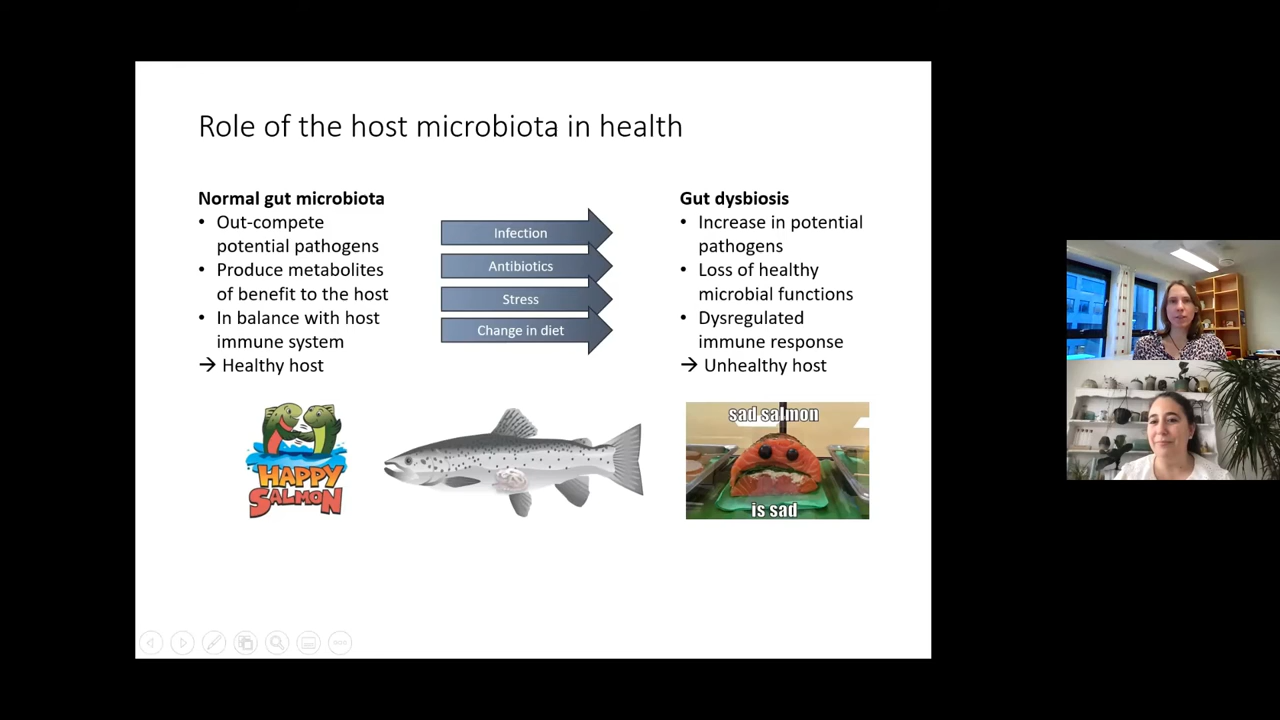 Role of the host microbiota in health
Normal gut microbiota
• Out-compete
potential pathogens
• Produce metabolites
of benefit to the host
• In balance with host
immune system
→ Healthy host
Infection
Antibiotics
Stress
Change in diet
Gut dysbiosis
• Increase in potential
pathogens
• Loss of healthy
microbial functions
• Dysregulated
immune response
→ Unhealthy host
HAPPY
SALMON
sad salmon
is sad